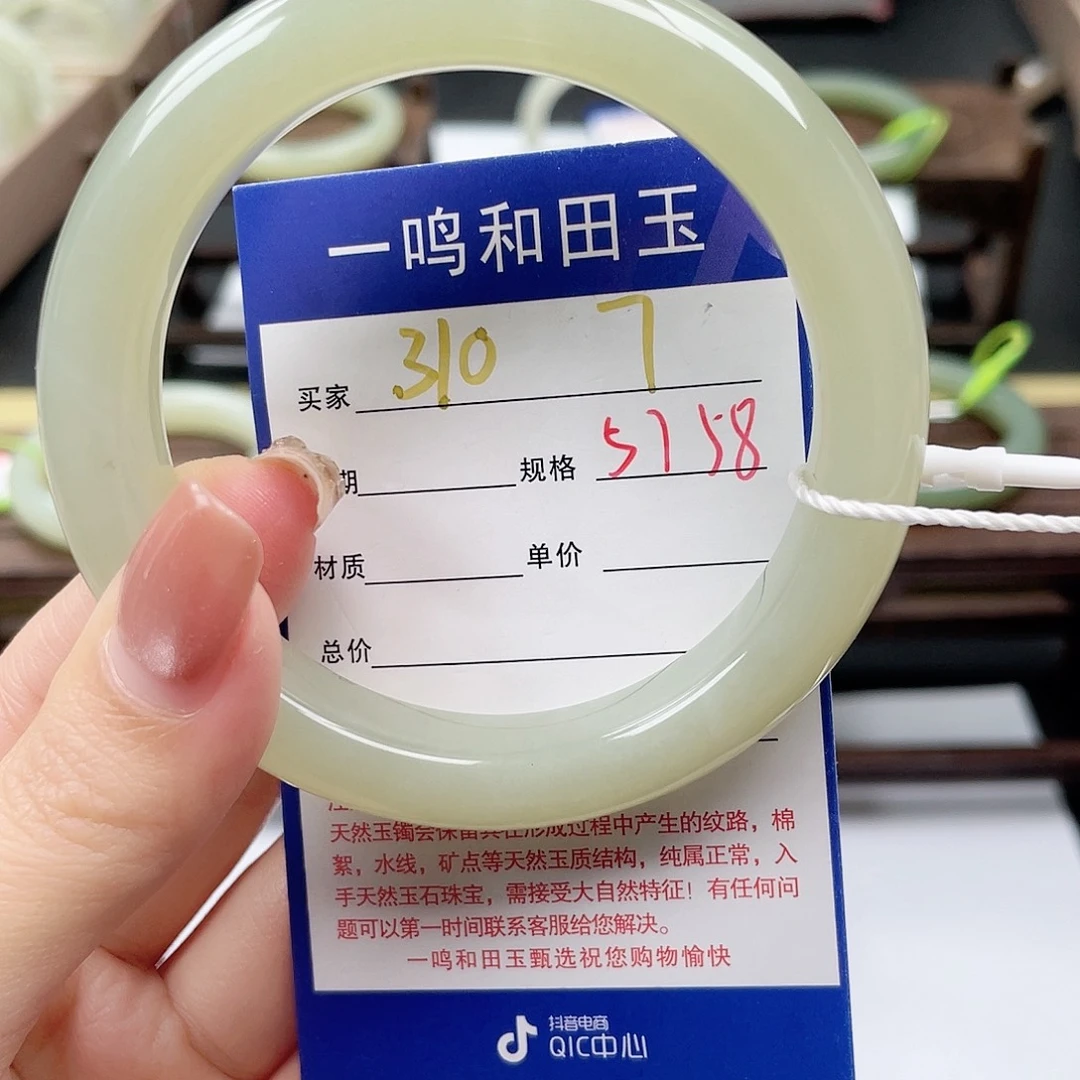 一鸣和田玉
买家 310 7
期 规格 5758
材质 单价
总价
天然玉镯会保留其在形成过程中产生的纹路，棉
絮，水线，矿点等天然玉质结构，纯属正常，入
手天然玉石珠宝，需接受大自然特征！有任何问
题可以第一时间联系客服给您解决。
一鸣和田玉甄选祝您购物愉快
抖音电商
QIC中心